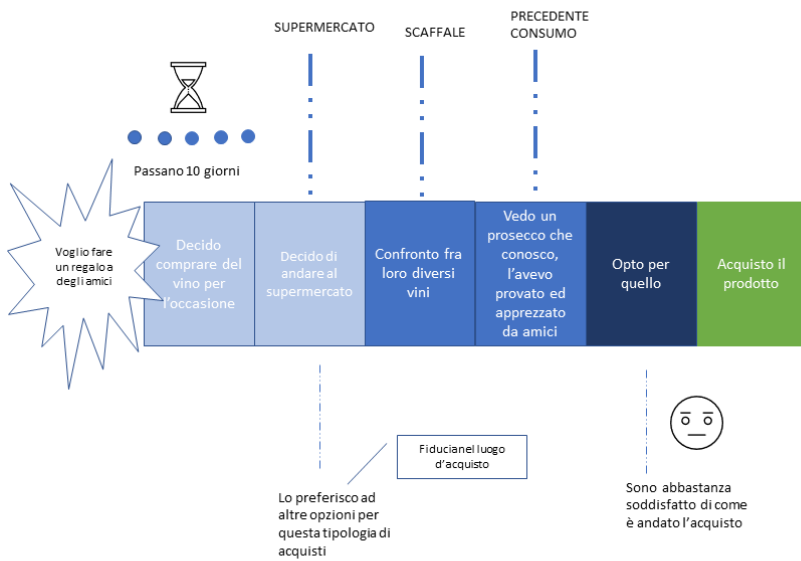 SUPERMERCATO
SCAFFALE
PRECEDENTE
CONSUMO
Passano 10 giorni
Voglio fare
un regalo a
degli amici
Decido
comprare del
vino per
l'occasione
Decido di
andare al
supermercato
Confronto fra
loro diversi
vini
Vedo un
prosecco che
conosco,
l'avevo
provato ed
apprezzato
da amici
Opto per
quello
Acquisto il
prodotto
Fiducia nel luogo
d'acquisto
Lo preferisco ad
altre opzioni per
questa tipologia di
acquisti
Sono abbastanza
soddisfatto di come
è andato l'acquisto